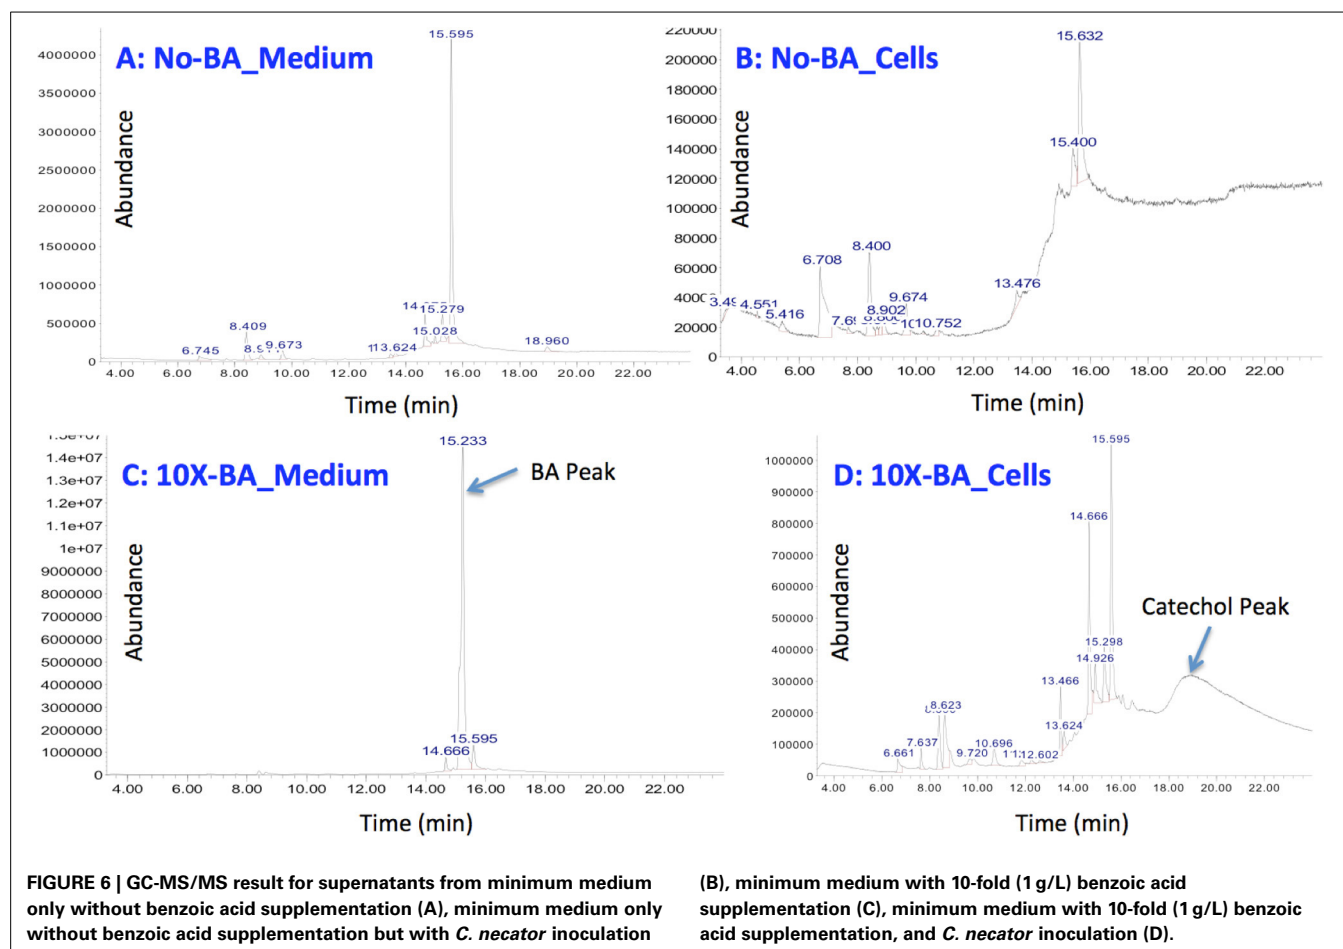 A: No-BA_Medium
Abundance
4000000
3500000
3000000
2500000
2000000
1500000
1000000
500000
0
15.595
15.279
15.028
8.409
6.745
9.673
13.624
18.960
4.00 6.00 8.00 10.00 12.00 14.00 16.00 18.00 20.00 22.00
Time (min)
B: No-BA_Cells
Abundance
220000
200000
180000
160000
140000
120000
100000
80000
60000
40000
20000
0
15.632
15.400
8.400
6.708
13.476
9.674
8.902
4.551
5.416
10.752
4.00 6.00 8.00 10.00 12.00 14.00 16.00 18.00 20.00 22.00
Time (min)
C: 10X-BA_Medium
Abundance
1.5e+07
1.4e+07
1.3e+07
1.2e+07
1.1e+07
1e+07
9000000
8000000
7000000
6000000
5000000
4000000
3000000
2000000
1000000
0
15.233
BA Peak
15.595
14.666
4.00 6.00 8.00 10.00 12.00 14.00 16.00 18.00 20.00 22.00
Time (min)
D: 10X-BA_Cells
Abundance
1000000
900000
800000
700000
600000
500000
400000
300000
200000
100000
0
15.595
14.666
Catechol Peak
15.298
14.926
13.466
13.624
8.623
7.637
10.696
6.661
9.720
12.602
4.00 6.00 8.00 10.00 12.00 14.00 16.00 18.00 20.00 22.00
Time (min)
FIGURE 6 | GC-MS/MS result for supernatants from minimum medium
only without benzoic acid supplementation (A), minimum medium only
without benzoic acid supplementation but with C. necator inoculation
(B), minimum medium with 10-fold (1 g/L) benzoic acid
supplementation (C), minimum medium with 10-fold (1 g/L) benzoic
acid supplementation, and C. necator inoculation (D).